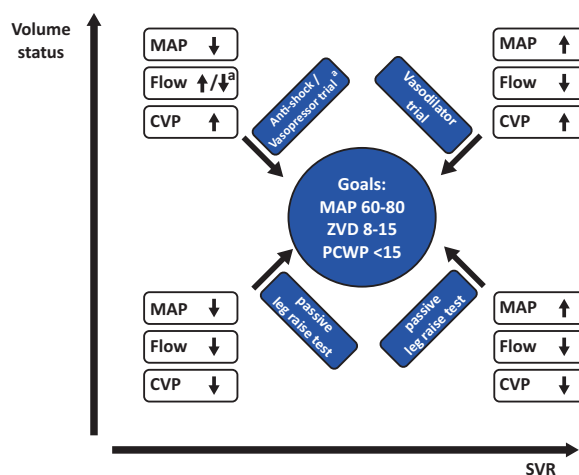 Volume
status
MAP ↓
Flow ↑/↓a
CVP ↑
Anti-shock /
Vasopressor trial a
Vasodilator
trial
MAP ↑
Flow ↓
CVP ↑
Goals:
MAP 60-80
ZVD 8-15
PCWP <15
MAP ↓
Flow ↓
CVP ↓
passive
leg raise test
passive
leg raise test
MAP ↑
Flow ↓
CVP ↓
SVR